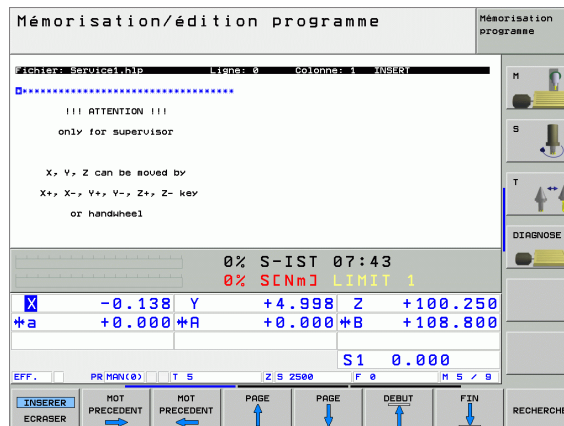 Mémorisation/édition programme
Mémorisation
programme
Fichier: Service1.hlp Ligne: 0 Colonne: 1 INSERT
***********************************
!!! ATTENTION !!!
only for supervisor
X, Y, Z can be moved by
X+, X-, Y+, Y-, Z+, Z- key
or handwheel
M
S
T
DIAGNOSE
0% S-IST 07:43
0% S[Nm] LIMIT 1
X -0.138 Y +4.998 Z +100.250
a +0.000 A +0.000 B +108.800
S1 0.000
EFF. PR MAN(0) T 5 Z S 2500 F 0 M 5 / 9
INSERER
ECRASER
MOT
PRECEDENT
MOT
PRECEDENT
PAGE
PAGE
DEBUT
FIN
RECHERCHE